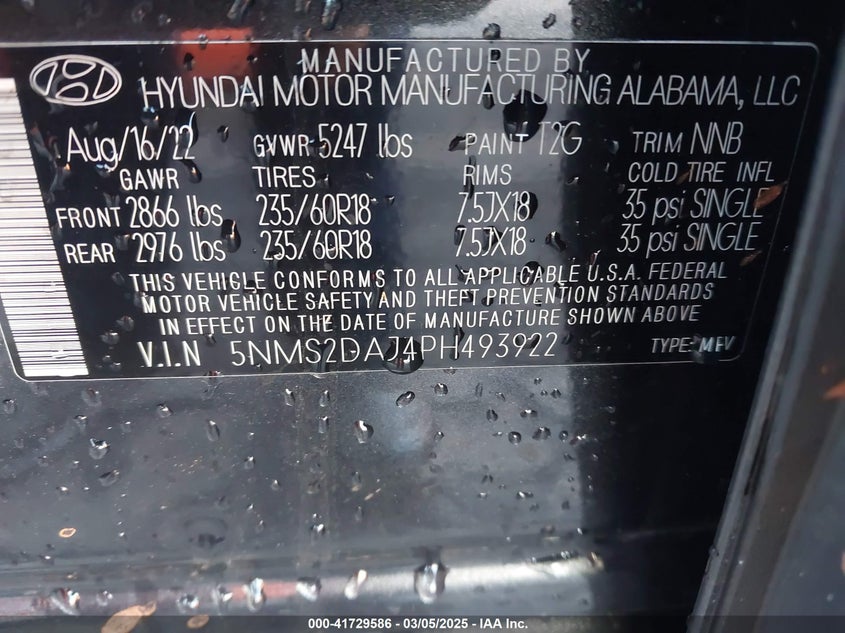 MANUFACTURED BY
HYUNDAI MOTOR MANUFACTURING ALABAMA, LLC
Aug/16/22 GVWR 5247 lbs PAINT T2G TRIM NNB
GAWR TIRES RIMS COLD TIRE INFL
FRONT 2866 lbs 235/60R18 7.5JX18 35 psi SINGLE
REAR 2976 lbs 235/60R18 7.5JX18 35 psi SINGLE
THIS VEHICLE CONFORMS TO ALL APPLICABLE U.S.A. FEDERAL
MOTOR VEHICLE SAFETY AND THEFT PREVENTION STANDARDS
IN EFFECT ON THE DATE OF MANUFACTURE SHOWN ABOVE
V.I.N 5NMS2DAJ4PH493922 TYPE: MPV
000-41729586 - 03/05/2025 - IAA Inc.